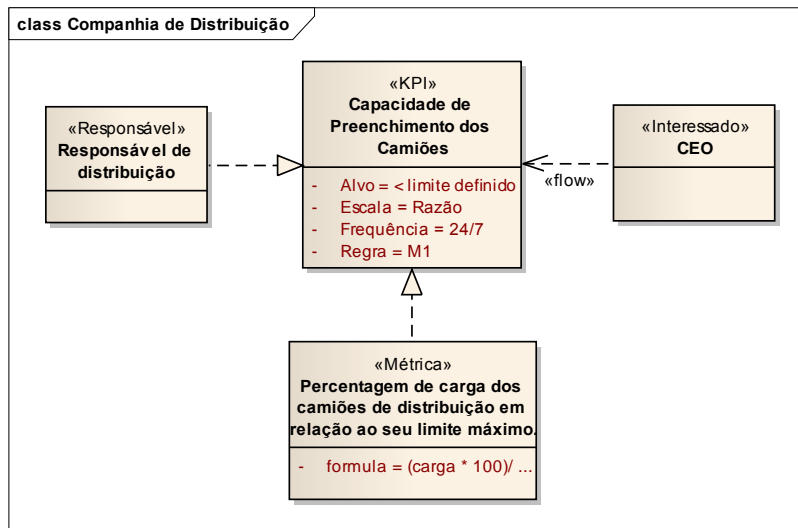 class Companhia de Distribuição
«KPI»
Capacidade de
Preenchimento dos
Camiões
- Alvo = < limite definido
- Escala = Razão
- Frequência = 24/7
- Regra = M1
«Responsável»
Responsável de
distribuição
«Interessado»
CEO
«flow»
«Métrica»
Percentagem de carga dos
camiões de distribuição em
relação ao seu limite máximo.
- formula = (carga * 100)/ ...